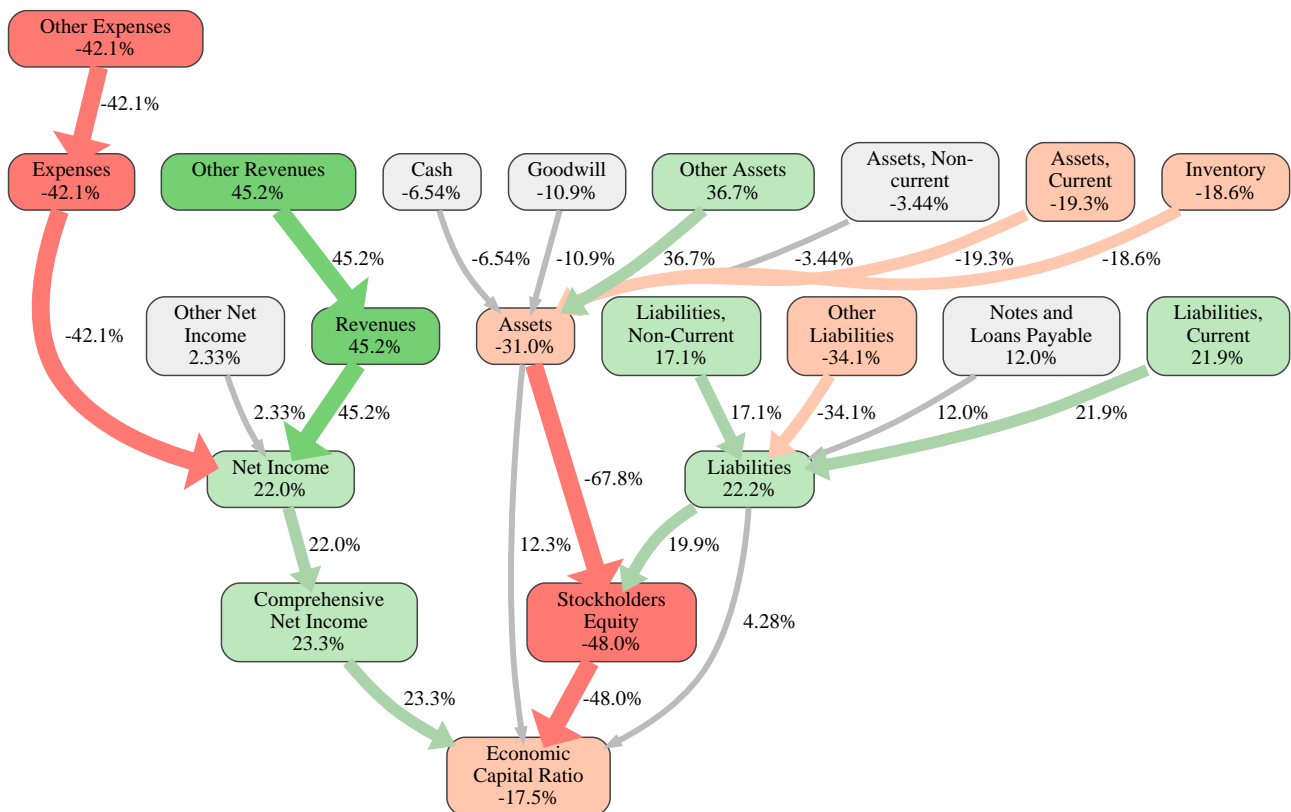 Other Expenses
-42.1%
-42.1%
Expenses
-42.1%
Other Revenues
45.2%
Cash
-6.54%
Goodwill
-10.9%
Other Assets
36.7%
Assets, Non-
current
-3.44%
Assets,
Current
-19.3%
Inventory
-18.6%
45.2%
-6.54%
-10.9%
36.7%
-3.44%
-19.3%
-18.6%
-42.1%
Other Net
Income
2.33%
Revenues
45.2%
Assets
-31.0%
Liabilities,
Non-Current
17.1%
Other
Liabilities
-34.1%
Notes and
Loans Payable
12.0%
Liabilities,
Current
21.9%
2.33%
45.2%
17.1%
-34.1%
12.0%
21.9%
Net Income
22.0%
-67.8%
Liabilities
22.2%
22.0%
12.3%
19.9%
Comprehensive
Net Income
23.3%
Stockholders
Equity
-48.0%
4.28%
23.3%
-48.0%
Economic
Capital Ratio
-17.5%